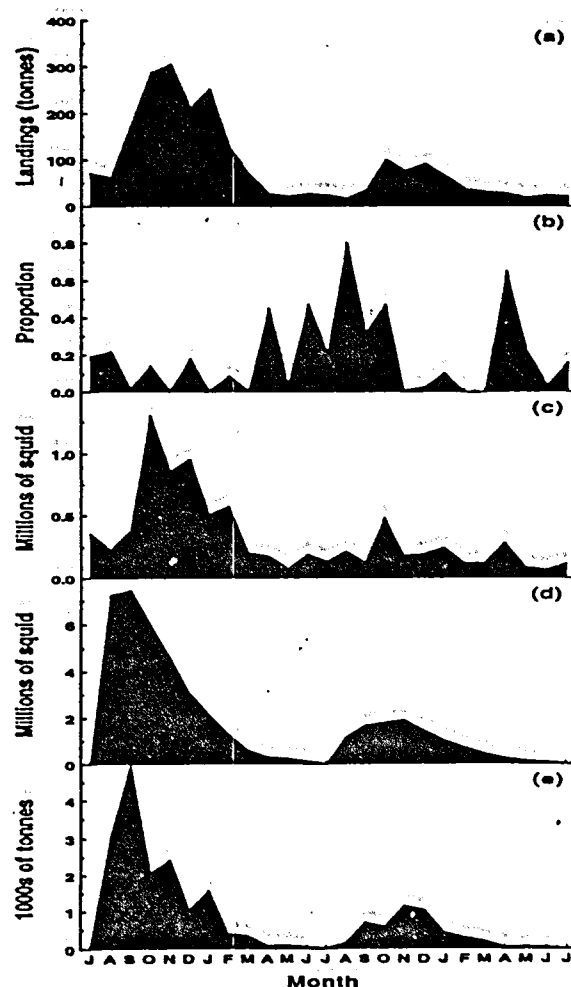 (a)
Landings (tonnes)
400
300
200
100
0
(b)
Proportion
0.8
0.6
0.4
0.2
0.0
(c)
Millions of squid
1.0
0.5
0.0
(d)
Millions of squid
6
4
2
0
(e)
1000s of tonnes
4
3
2
1
0
J A S O N D J F M A M J J A S O N D J F M A M J J
Month